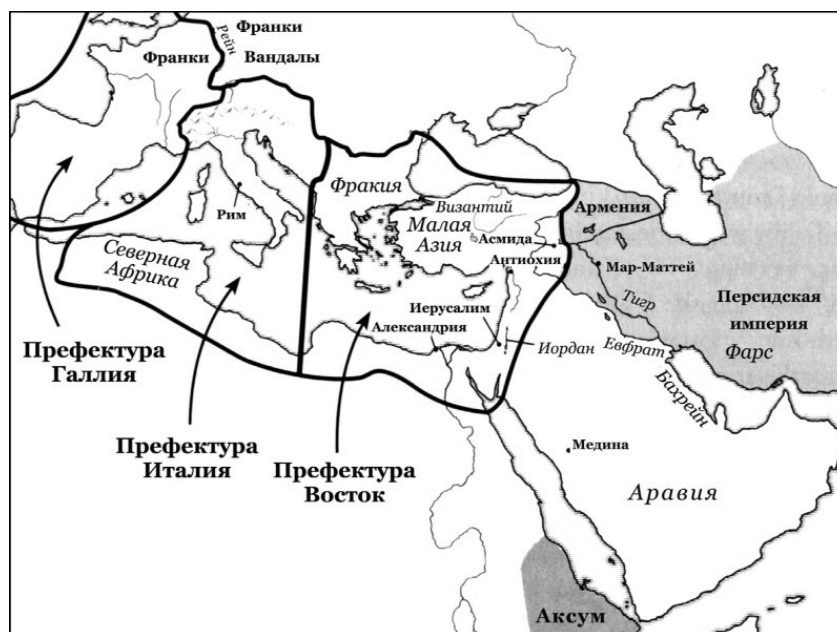 Франки
Франки
Рейн
Вандалы
Фракия
Рим
Византий
Малая
Азия
Армения
Асмида
Антиохия
Мар-Маттей
Северная
Африка
Тигр
Персидская
империя
Фарс
Иерусалим
Александрия
Иордан
Евфрат
Бахрейн
Префектура
Галлия
Префектура
Италия
Префектура
Восток
Медина
Аравия
Аксум